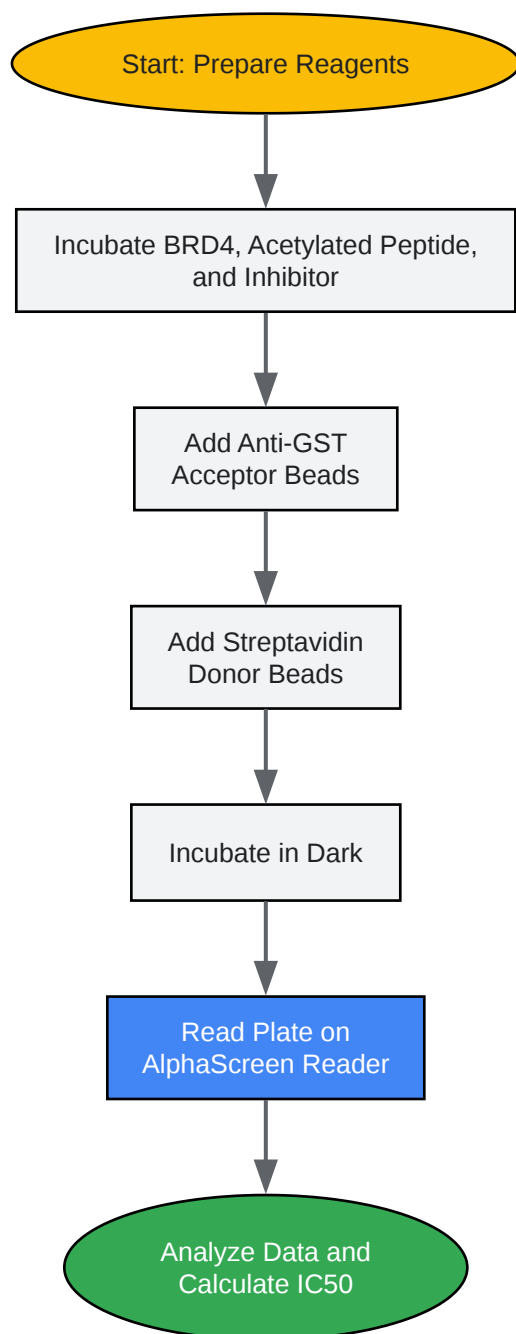 Start: Prepare Reagents
Incubate BRD4, Acetylated Peptide,
and Inhibitor
Add Anti-GST
Acceptor Beads
Add Streptavidin
Donor Beads
Incubate in Dark
Read Plate on
AlphaScreen Reader
Analyze Data and
Calculate IC50